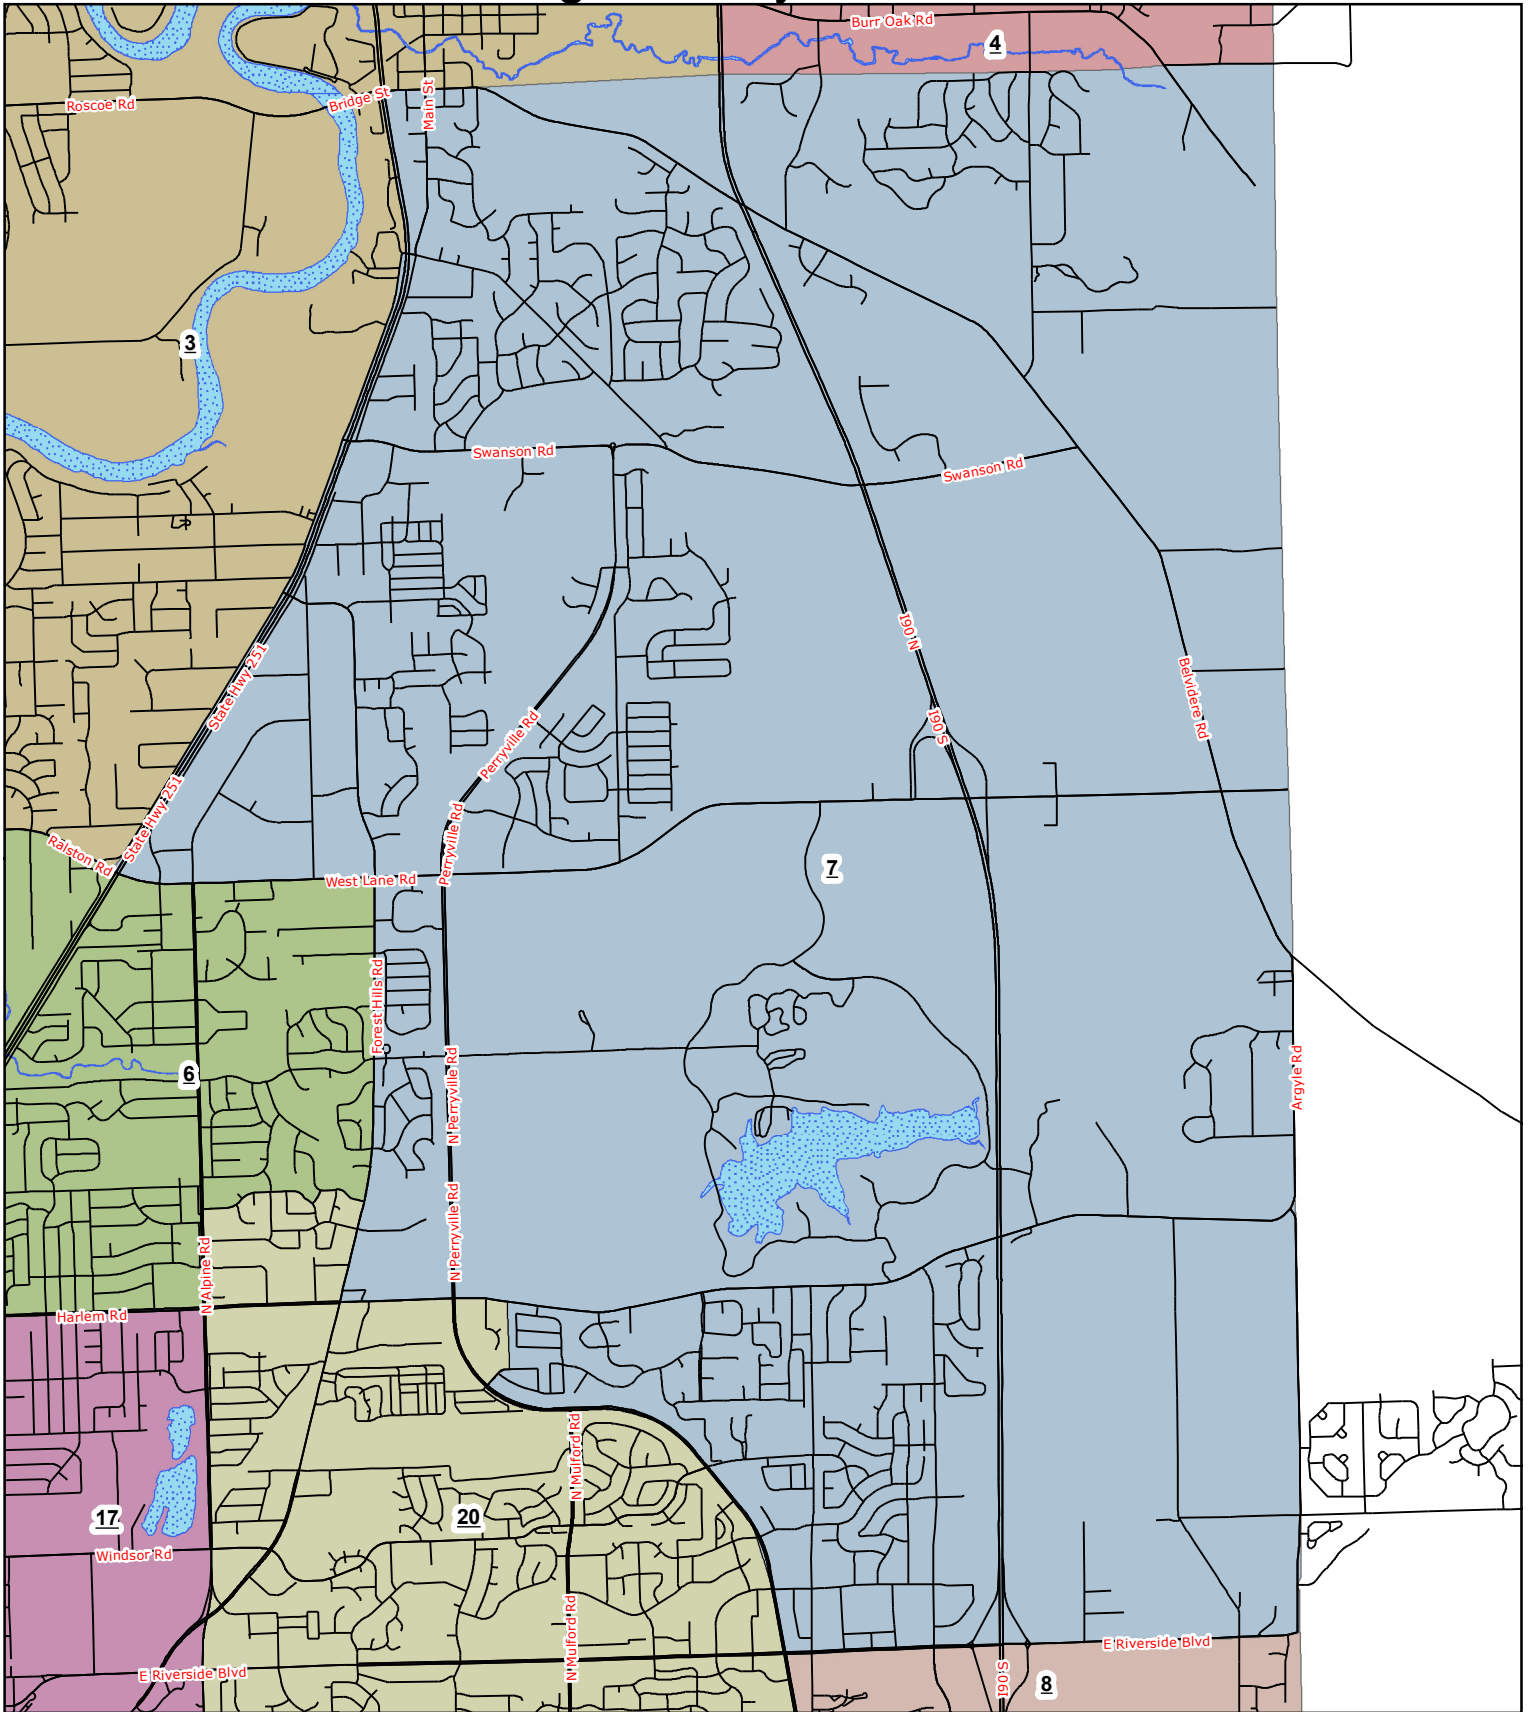 Burr Oak Rd
4
Roscoe Rd
Bridge St
Main St
3
Swanson Rd
Swanson Rd
I90 N
State Hwy 251
Belvidere Rd
I90 S
Perryville Rd
State Hwy 251
Perryville Rd
Ralston Rd
West Lane Rd
7
Forest Hills Rd
6
N Perryville Rd
Argyle Rd
N Perryville Rd
N Alpine Rd
Harlem Rd
N Mulford Rd
17
20
Windsor Rd
N Mulford Rd
E Riverside Blvd
E Riverside Blvd
I90 S
8